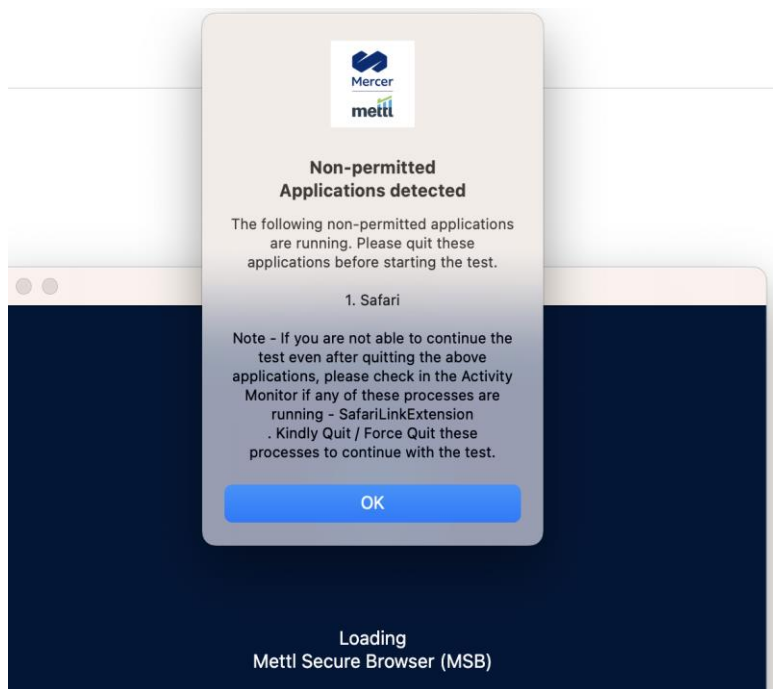 Mercer
mettl
Non-permitted
Applications detected
The following non-permitted applications
are running. Please quit these
applications before starting the test.
1. Safari
Note - If you are not able to continue the
test even after quitting the above
applications, please check in the Activity
Monitor if any of these processes are
running - SafariLinkExtension
. Kindly Quit / Force Quit these
processes to continue with the test.
OK
Loading
Mettl Secure Browser (MSB)